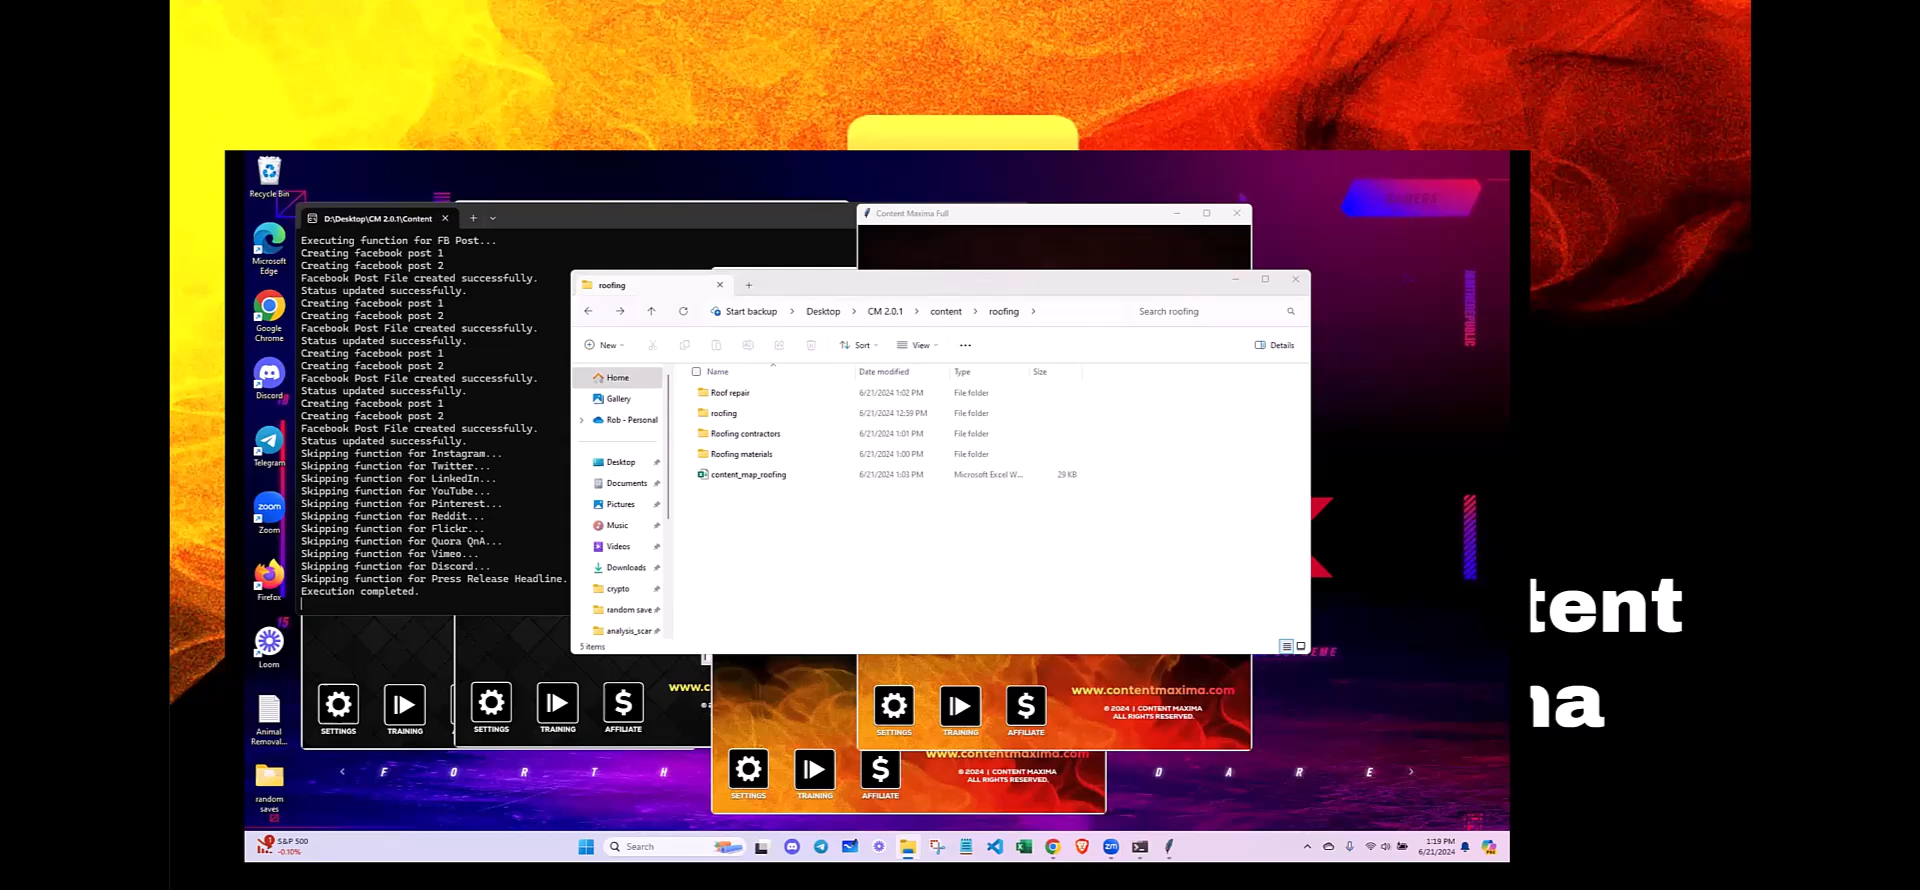 Recycle Bin
Microsoft
Edge
Google
Chrome
Discord
Telegram
zoom
Zoom
Firefox
Loom
Animal
Removal...
random
saves
D:\Desktop\CM 2.0.1\Content
Executing function for FB Post...
Creating facebook post 1
Creating facebook post 2
Facebook Post File created successfully.
Status updated successfully.
Creating facebook post 1
Creating facebook post 2
Facebook Post File created successfully.
Status updated successfully.
Creating facebook post 1
Creating facebook post 2
Facebook Post File created successfully.
Status updated successfully.
Creating facebook post 1
Creating facebook post 2
Facebook Post File created successfully.
Status updated successfully.
Skipping function for Instagram...
Skipping function for Twitter...
Skipping function for LinkedIn...
Skipping function for YouTube...
Skipping function for Pinterest...
Skipping function for Reddit...
Skipping function for Flickr...
Skipping function for Quora QnA...
Skipping function for Vimeo...
Skipping function for Discord...
Skipping function for Press Release Headline.
Execution completed.
Content Maxima Full
roofing
Start backup > Desktop > CM 2.0.1 > content > roofing >
Search roofing
New
Sort
View
Details
Name Date modified Type Size
Roof repair 6/21/2024 1:02 PM File folder
roofing 6/21/2024 12:59 PM File folder
Roofing contractors 6/21/2024 1:01 PM File folder
Roofing materials 6/21/2024 1:00 PM File folder
content_map_roofing 6/21/2024 1:03 PM Microsoft Excel W... 29 KB
Home
Gallery
Rob - Personal
Desktop
Documents
Pictures
Music
Videos
Downloads
crypto
random save
analysis_scar
5 items
SETTINGS
TRAINING
SETTINGS
TRAINING
AFFILIATE
www.c
SETTINGS
TRAINING
AFFILIATE
www.contentmaxima.com
© 2024 | CONTENT MAXIMA
ALL RIGHTS RESERVED.
SETTINGS
TRAINING
AFFILIATE
www.contentmaxima.com
© 2024 | CONTENT MAXIMA
ALL RIGHTS RESERVED.
F O R T H
D A R E
tent
na
S&P 500
-0.10%
Search
zm
1:19 PM
6/21/2024